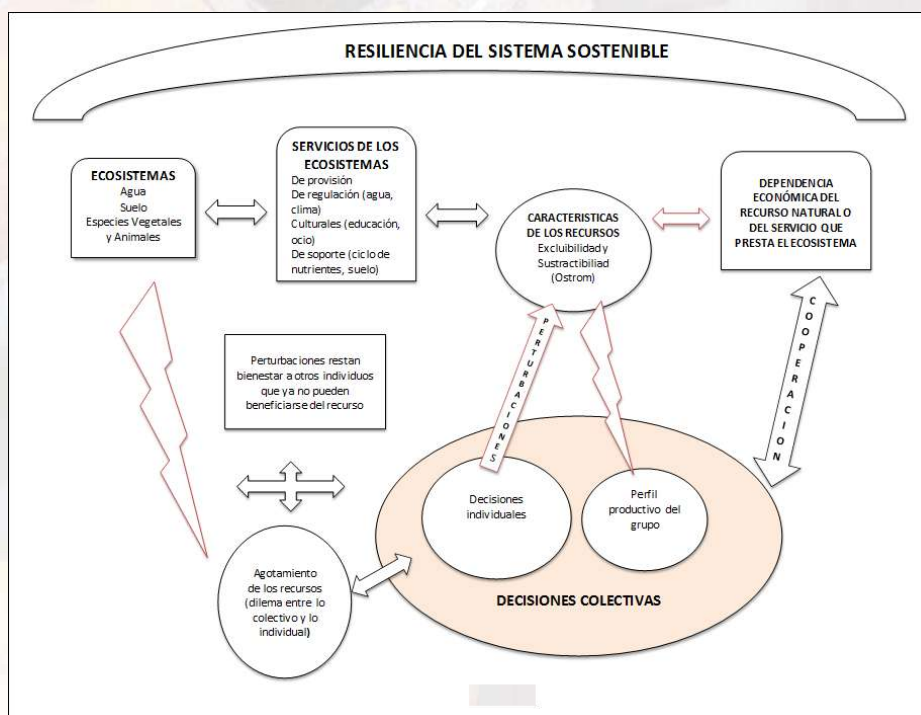 RESILIENCIA DEL SISTEMA SOSTENIBLE
ECOSISTEMAS
Agua
Suelo
Especies Vegetales
y Animales
SERVICIOS DE LOS
ECOSISTEMAS
De provisión
De regulación (agua,
clima)
Culturales (educación,
ocio)
De soporte (ciclo de
nutrientes, suelo)
CARACTERISTICAS
DE LOS RECURSOS
Excluibilidad y
Sustractibiliad
(Ostrom)
DEPENDENCIA
ECONÓMICA DEL
RECURSO NATURAL O
DEL SERVICIO QUE
PRESTA EL ECOSISTEMA
Perturbaciones restan
bienestar a otros individuos
que ya no pueden
beneficiarse del recurso
PERTURBACIONES
COOPERACION
Decisiones
individuales
Perfil
productivo del
grupo
Agotamiento
de los recursos
(dilema entre lo
colectivo y lo
individual)
DECISIONES COLECTIVAS